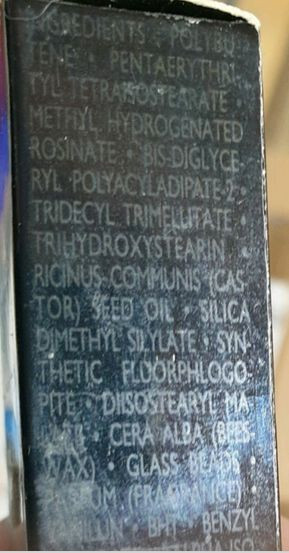 INGREDIENTS • POLYBU
TENE • PENTAERYTHRI
TYL TETRAISOSTEARATE •
METHYL HYDROGENATED
ROSINATE • BIS-DIGLYCE
RYL POLYACYLADIPATE-2 •
TRIDECYL TRIMELLITATE •
TRIHYDROXYSTEARIN •
RICINUS COMMUNIS (CAS
TOR) SEED OIL • SILICA
DIMETHYL SILYLATE • SYN
THETIC FLUORPHLOGO
PITE • DIISOSTEARYL MA
• CERA ALBA (BEES
WAX) • GLASS BEADS •
(FRAGRANCE)
• BHT • BENZYL